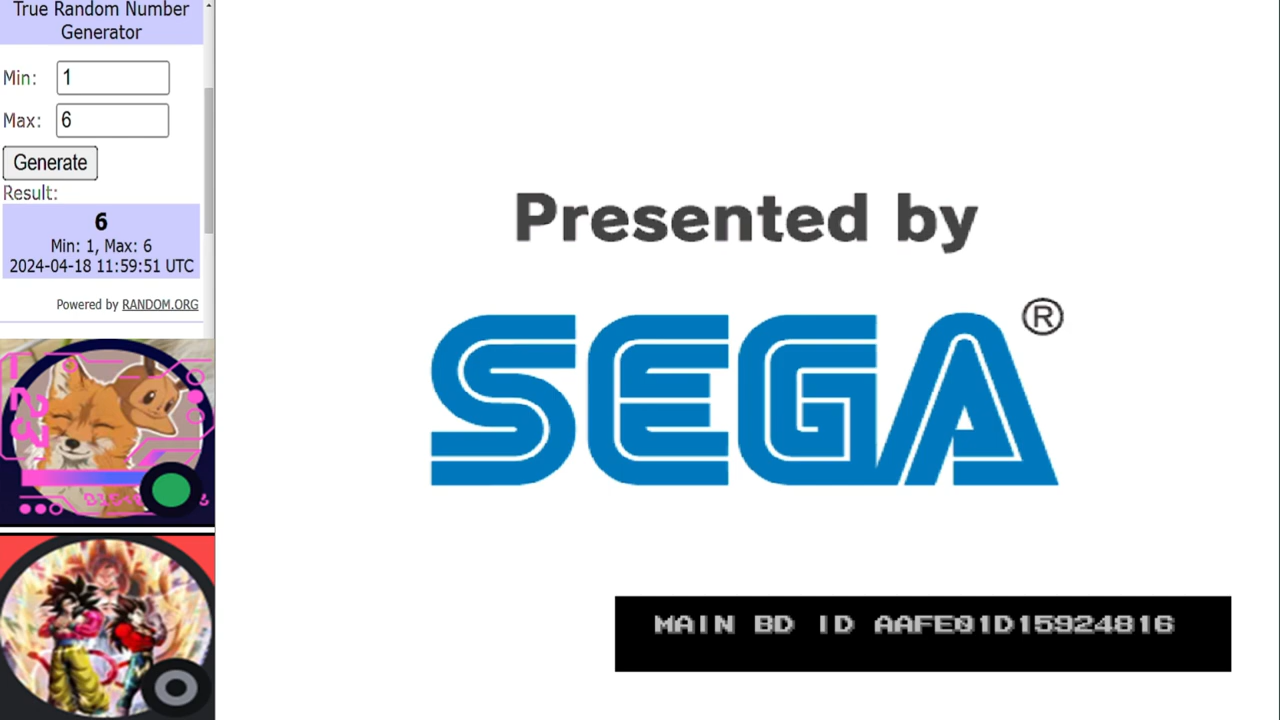 True Random Number
Generator
Min: 1
Max: 6
Generate
Result:
6
Min: 1, Max: 6
2024-04-18 11:59:51 UTC
Powered by RANDOM.ORG
Presented by
SEGA®
MAIN BD ID AAFE01D15924816